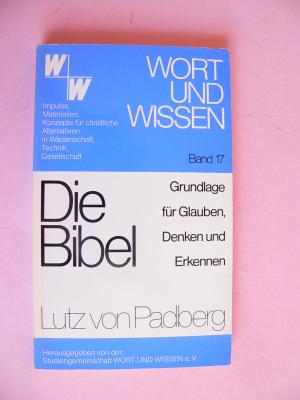 W+W
WORT
UND
WISSEN
Impulse,
Materialien,
Konzepte für christliche
Alternativen
in Wissenschaft,
Technik,
Gesellschaft
Band 17
Die
Bibel
Grundlage
für Glauben,
Denken und
Erkennen
Lutz von Padberg
Herausgegeben von der:
Studiengemeinschaft WORT UND WISSEN e.V.